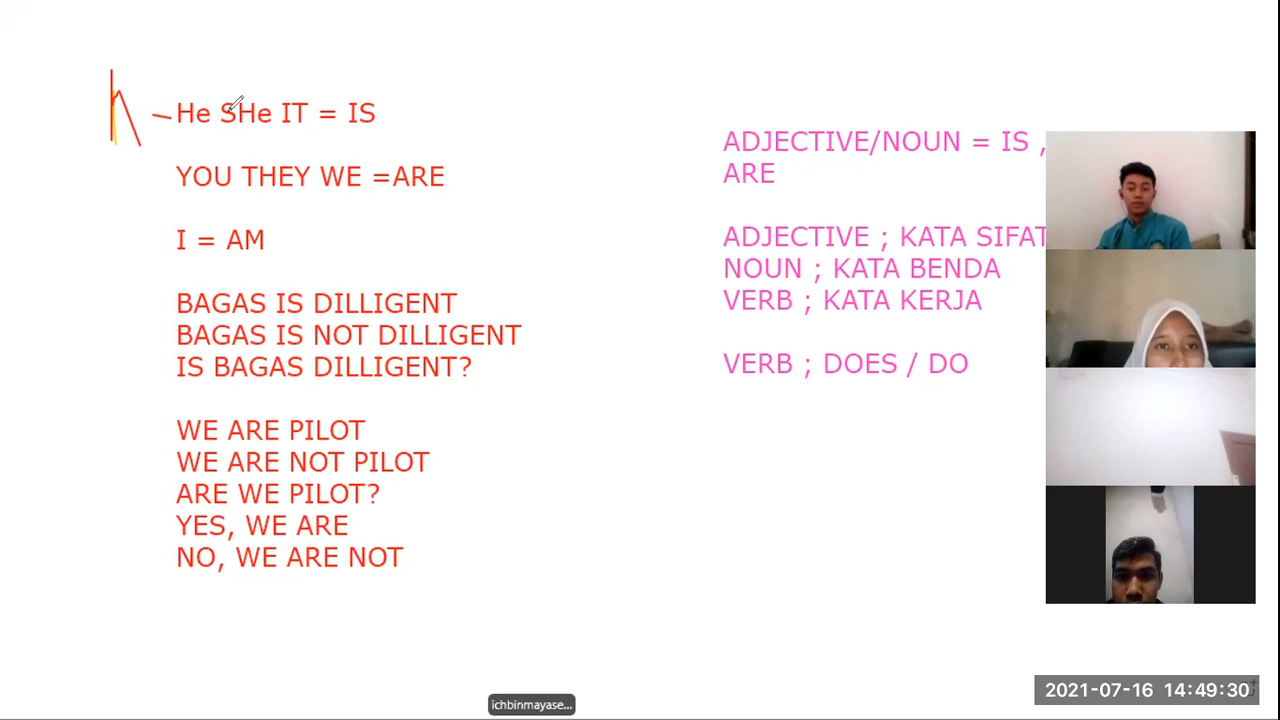 He SHe IT = IS
YOU THEY WE =ARE
I = AM
BAGAS IS DILLIGENT
BAGAS IS NOT DILLIGENT
IS BAGAS DILLIGENT?
WE ARE PILOT
WE ARE NOT PILOT
ARE WE PILOT?
YES, WE ARE
NO, WE ARE NOT
ADJECTIVE/NOUN = IS ,
ARE
ADJECTIVE ; KATA SIFAT
NOUN ; KATA BENDA
VERB ; KATA KERJA
VERB ; DOES / DO
ichbinmayase...
2021-07-16 14:49:30